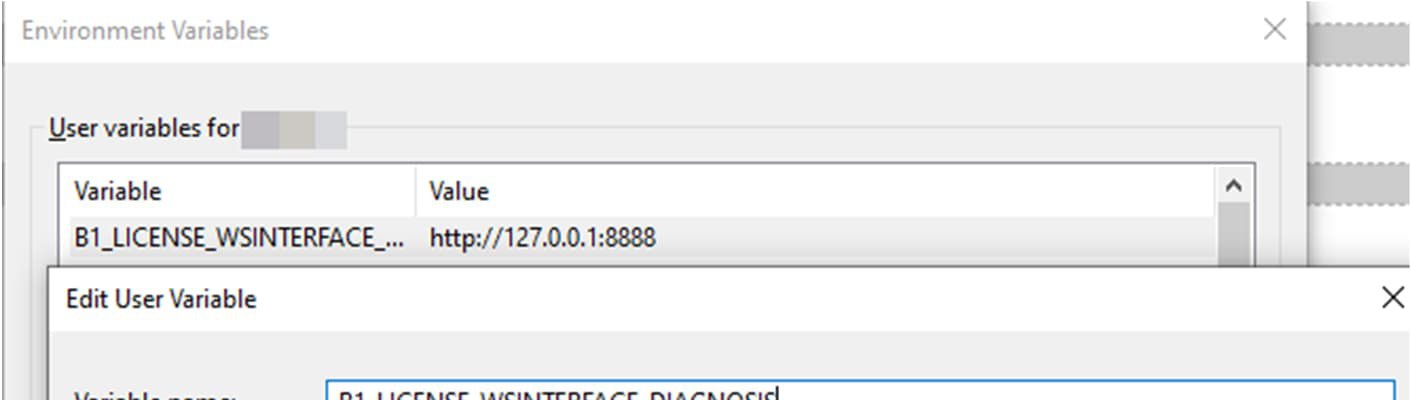 Environment Variables
User variables for
Variable Value
B1_LICENSE_WSINTERFACE_... http://127.0.0.1:8888
Edit User Variable
Variable name: B1_LICENSE_WSINTERFACE_DIAGNOSIS